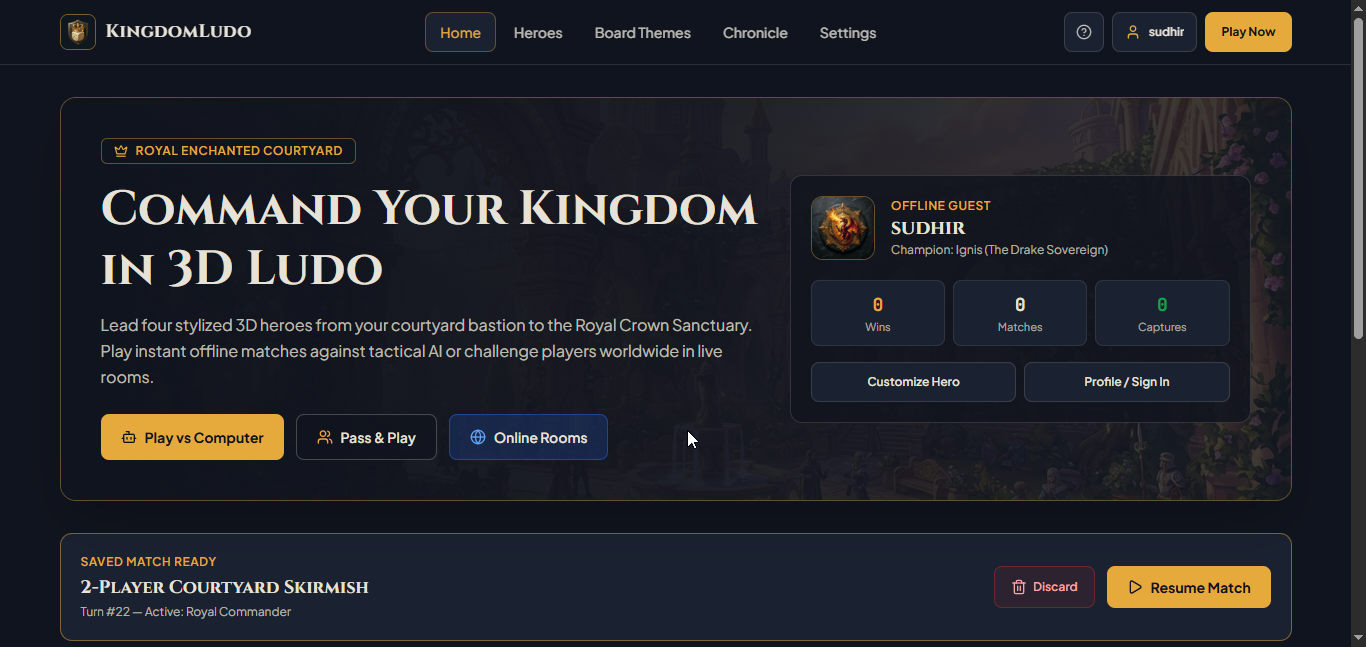 KingdomLudo
Home
Heroes
Board Themes
Chronicle
Settings
sudhir
Play Now
ROYAL ENCHANTED COURTYARD
Command Your Kingdom
in 3D Ludo
Lead four stylized 3D heroes from your courtyard bastion to the Royal Crown Sanctuary.
Play instant offline matches against tactical AI or challenge players worldwide in live
rooms.
Play vs Computer
Pass & Play
Online Rooms
OFFLINE GUEST
sudhir
Champion: Ignis (The Drake Sovereign)
0
Wins
0
Matches
0
Captures
Customize Hero
Profile / Sign In
SAVED MATCH READY
2-Player Courtyard Skirmish
Turn #22 — Active: Royal Commander
Discard
Resume Match